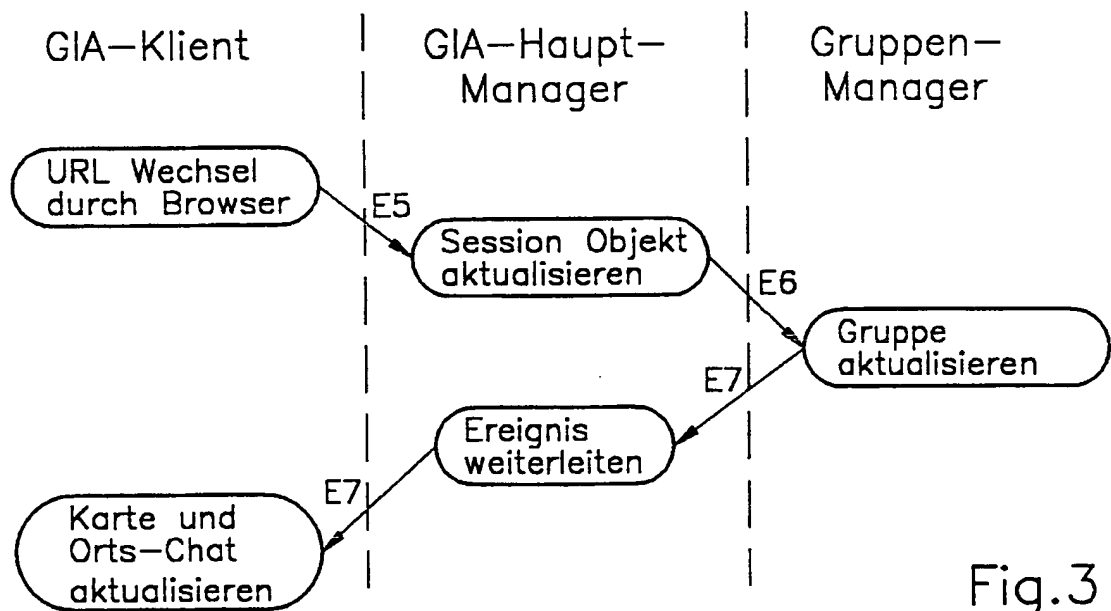 GIA-Klient
GIA-Haupt-
Manager
Gruppen-
Manager
URL Wechsel
durch Browser
E5
Session Objekt
aktualisieren
E6
Gruppe
aktualisieren
E7
Ereignis
weiterleiten
E7
Karte und
Orts-Chat
aktualisieren
Fig.3